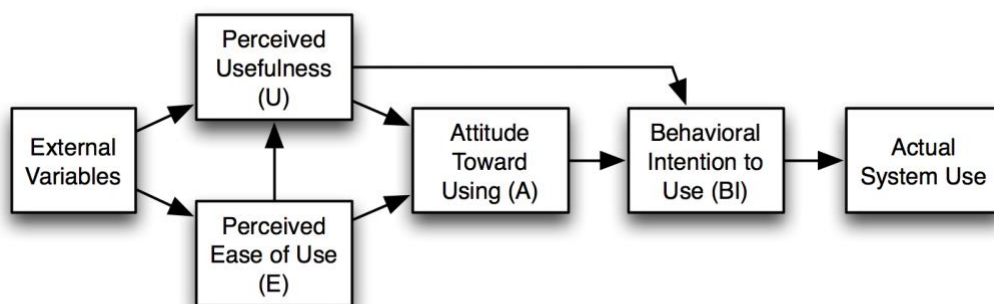 External
Variables
Perceived
Usefulness
(U)
Perceived
Ease of Use
(E)
Attitude
Toward
Using (A)
Behavioral
Intention to
Use (BI)
Actual
System Use